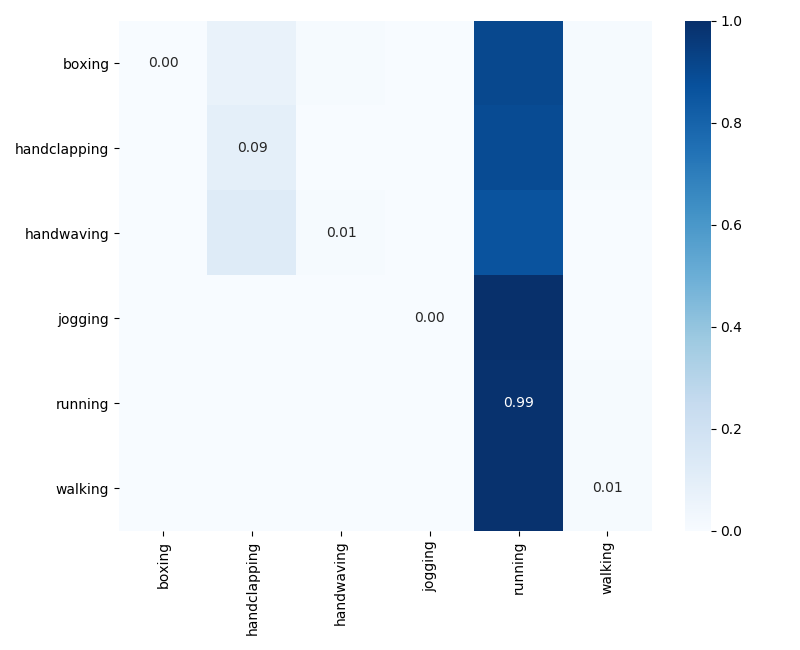 1.0
boxing
0.00
0.8
handclapping
0.09
0.6
handwaving
0.01
0.4
jogging
0.00
running
0.99
0.2
walking
0.01
0.0
boxing
handclapping
handwaving
jogging
running
walking